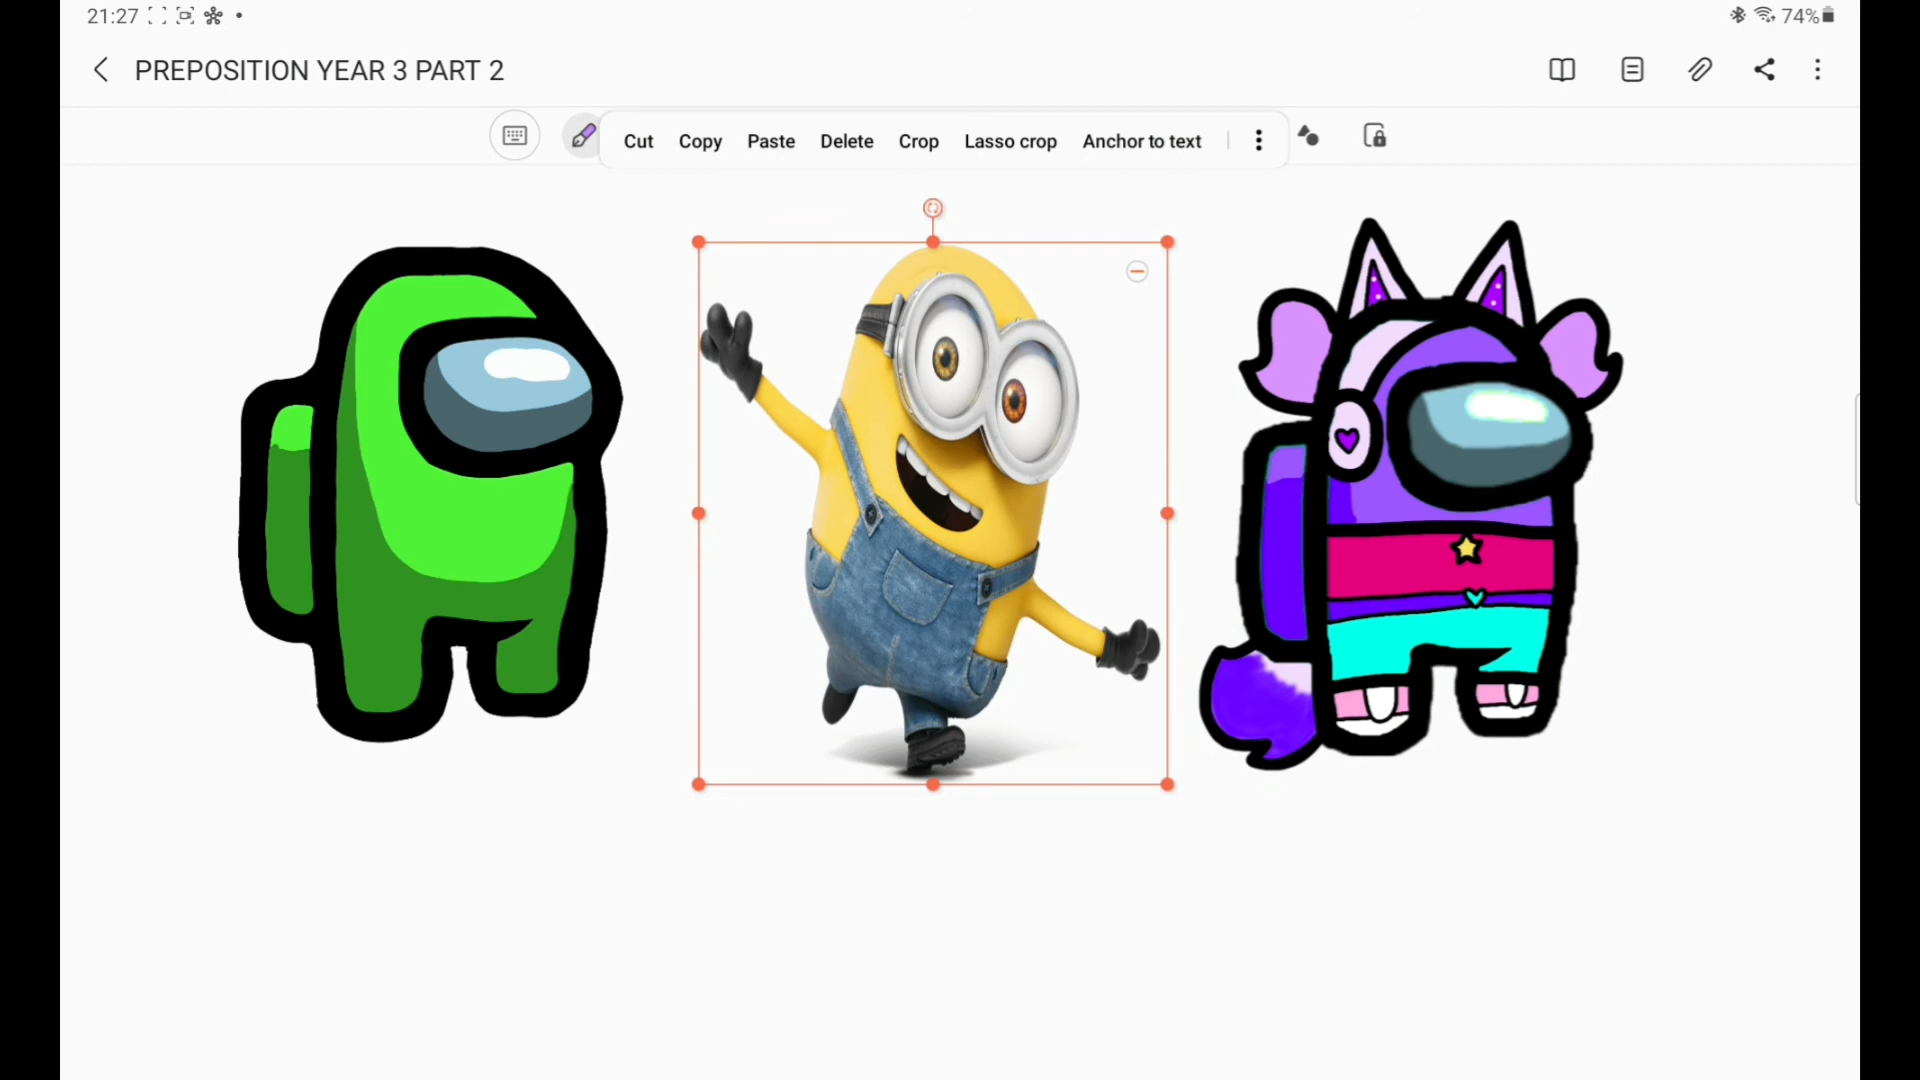 21:27
74%
PREPOSITION YEAR 3 PART 2
Cut Copy Paste Delete Crop Lasso crop Anchor to text